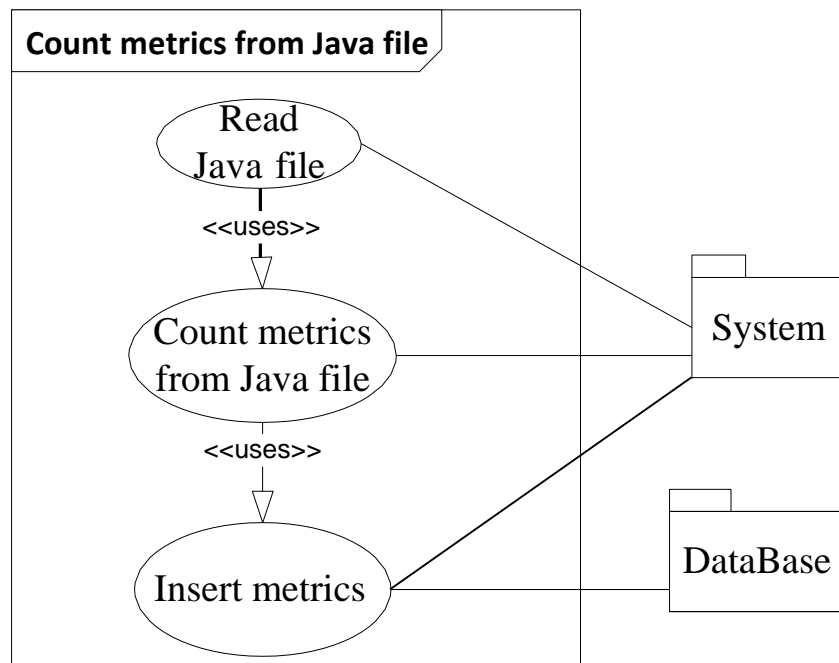 Count metrics from Java file
Read
Java file
<<uses>>
Count metrics
from Java file
<<uses>>
Insert metrics
System
DataBase